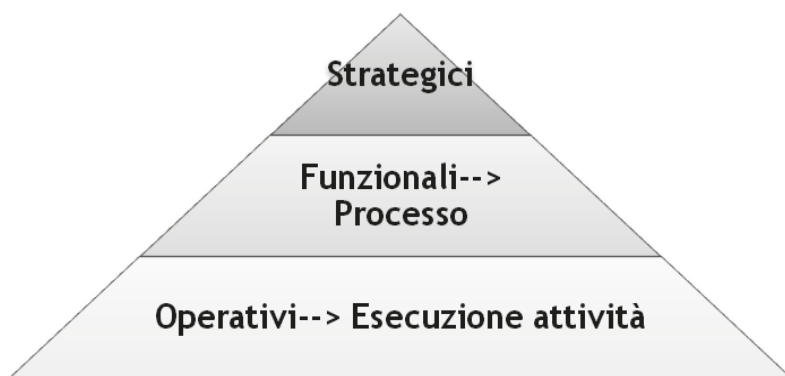 Strategici
Funzionali-->
Processo
Operativi--> Esecuzione attività